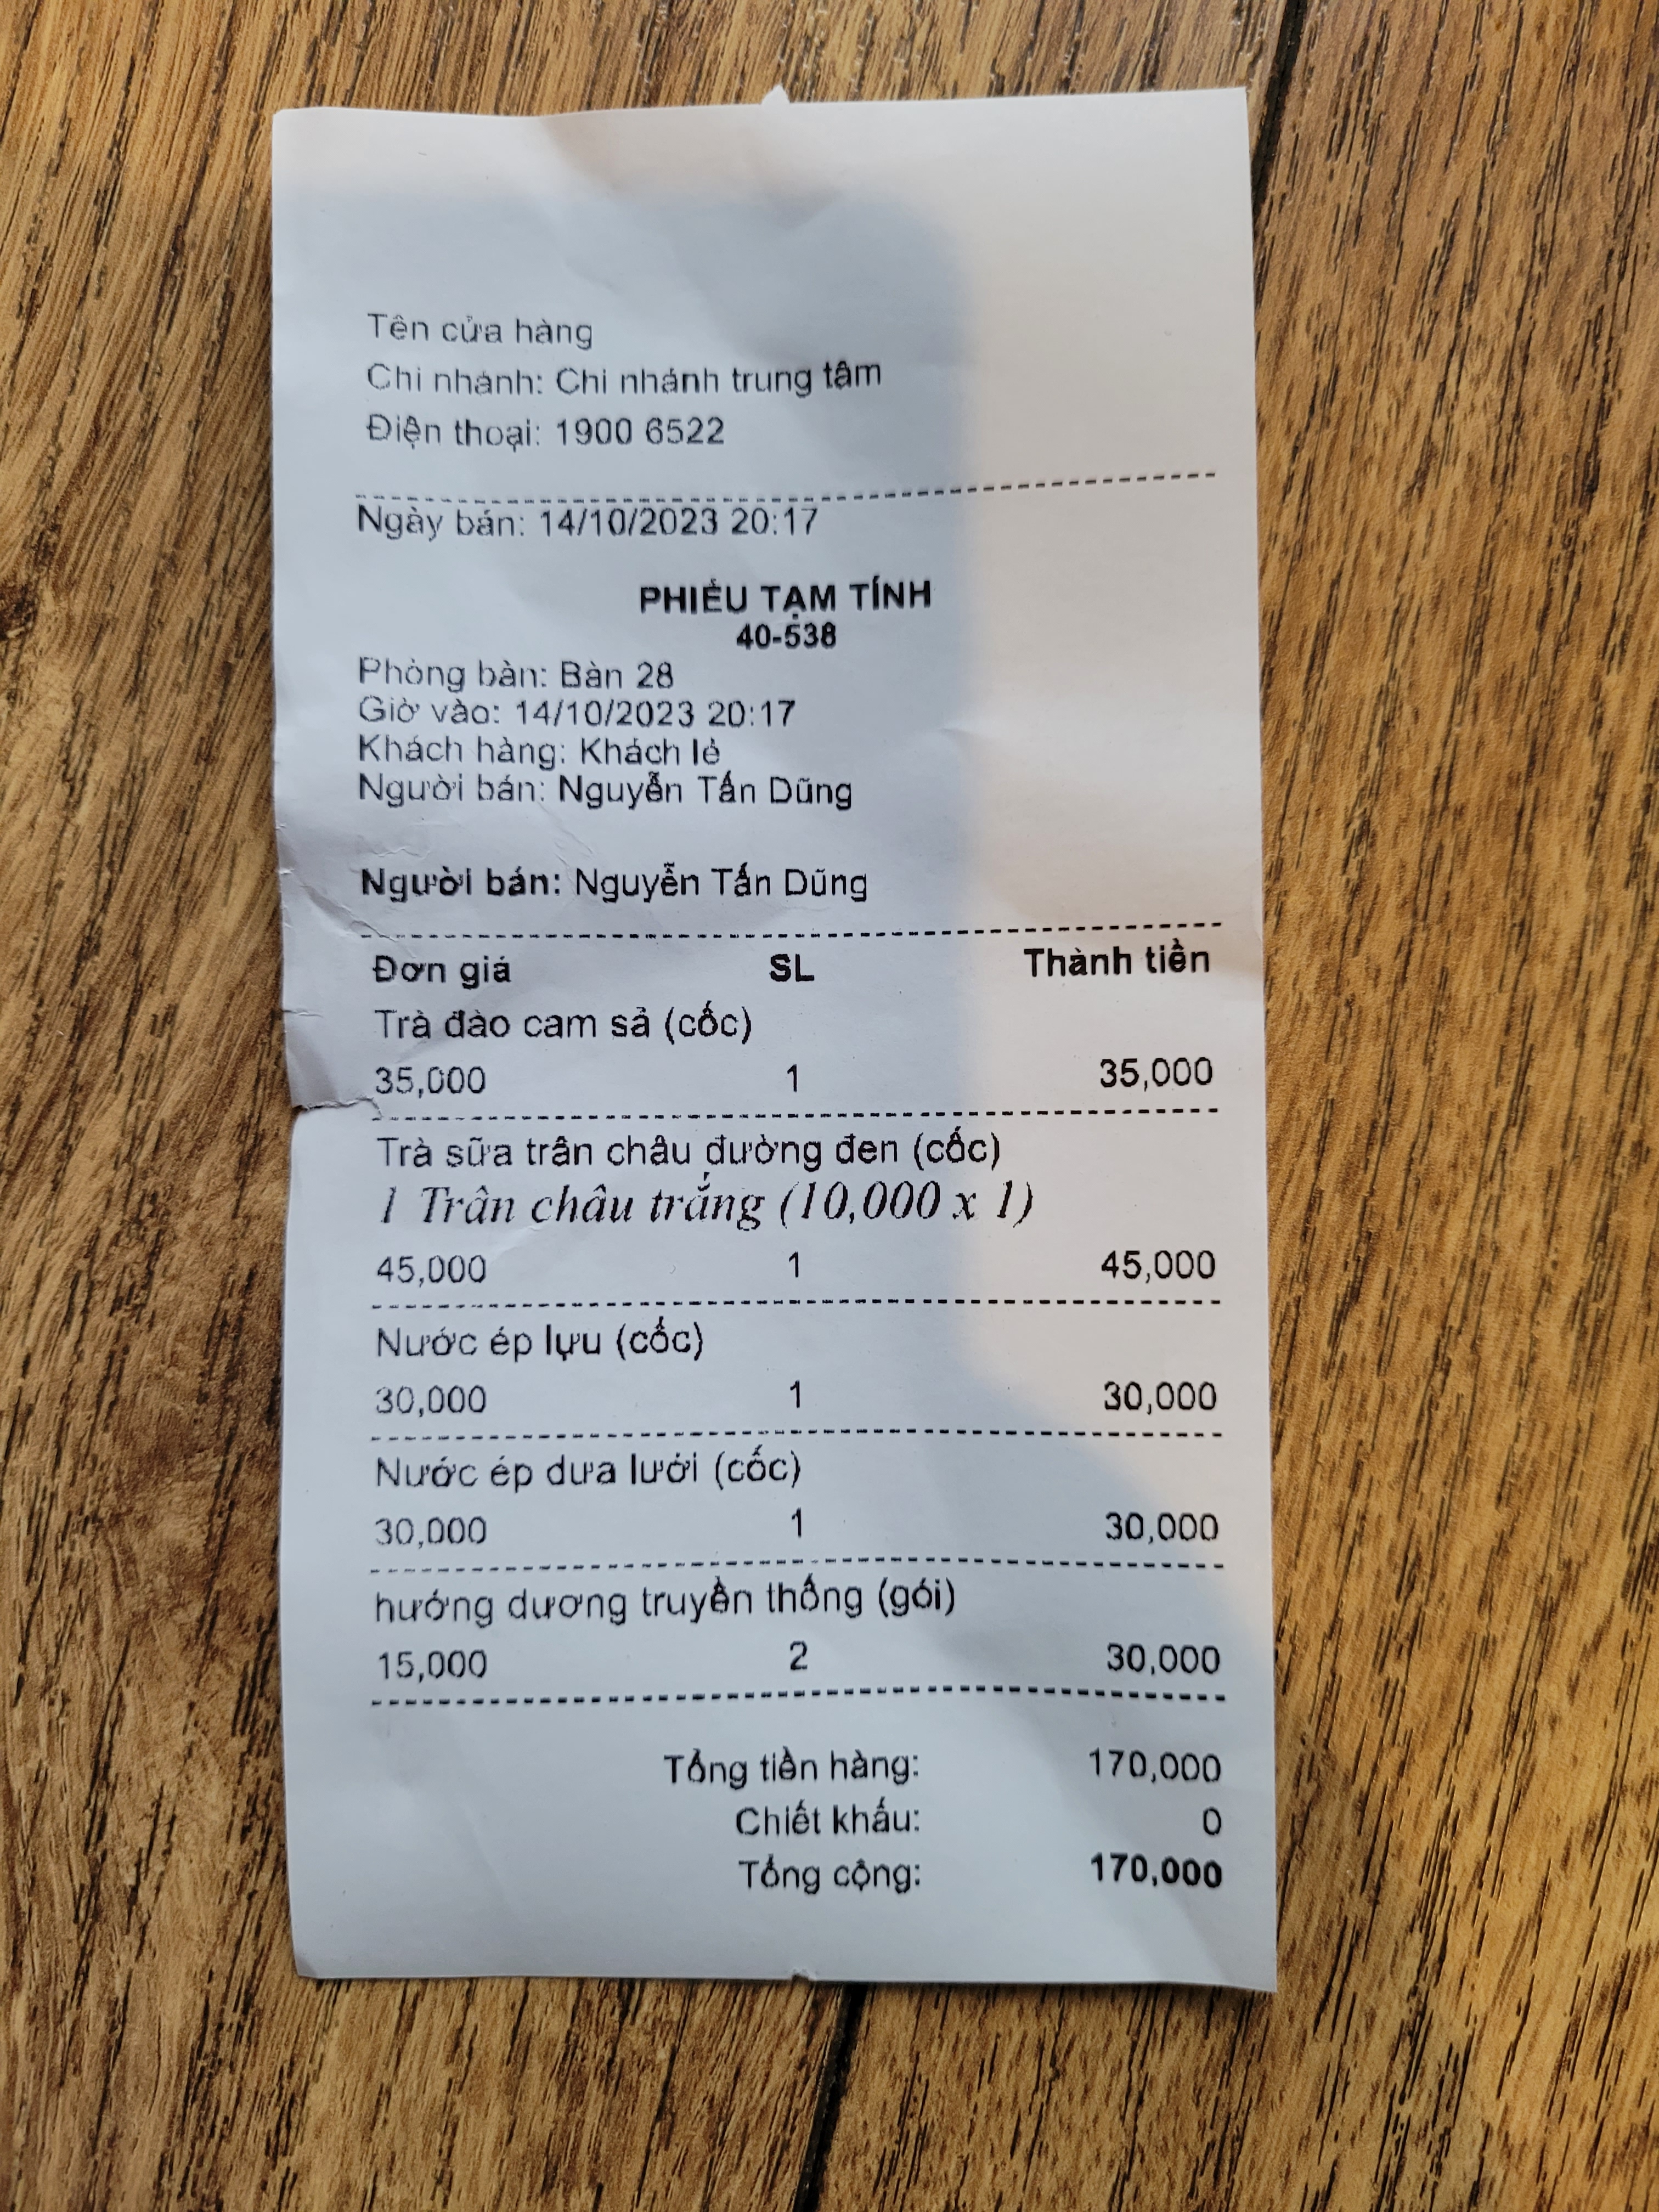 Tên cửa hàng
Chi nhánh: Chi nhánh trung tâm
Điện thoại: 1900 6522
Ngày bán: 14/10/2023 20:17
PHIẾU TẠM TÍNH
40-538
Phòng bàn: Bàn 28
Giờ vào: 14/10/2023 20:17
Khách hàng: Khách lẻ
Người bán: Nguyễn Tấn Dũng
Người bán: Nguyễn Tấn Dũng
Đơn giá SL Thành tiền
Trà đào cam sả (cốc)
35,000 1 35,000
Trà sữa trân châu đường đen (cốc)
1 Trân châu trắng (10,000 x 1)
45,000 1 45,000
Nước ép lựu (cốc)
30,000 1 30,000
Nước ép dưa lưới (cốc)
30,000 1 30,000
hướng dương truyền thống (gói)
15,000 2 30,000
Tổng tiền hàng: 170,000
Chiết khấu: 0
Tổng cộng: 170,000